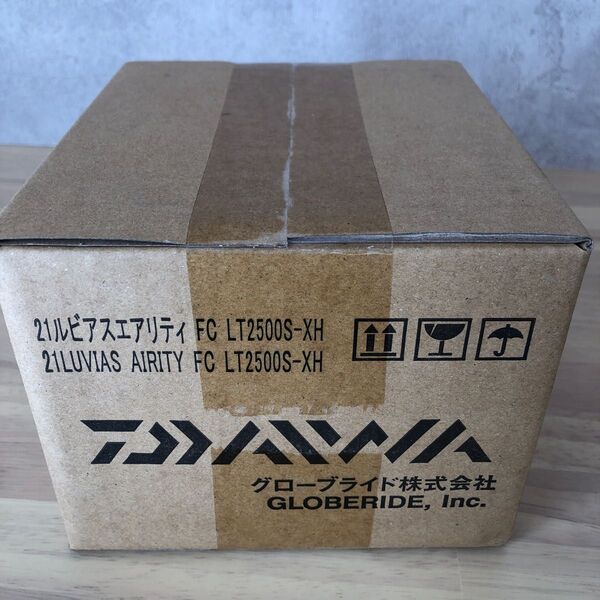 21ルビアスエアリティ FC LT2500S-XH
21LUVIAS AIRITY FC LT2500S-XH
DAIWA
グローブライド株式会社
GLOBERIDE, Inc.